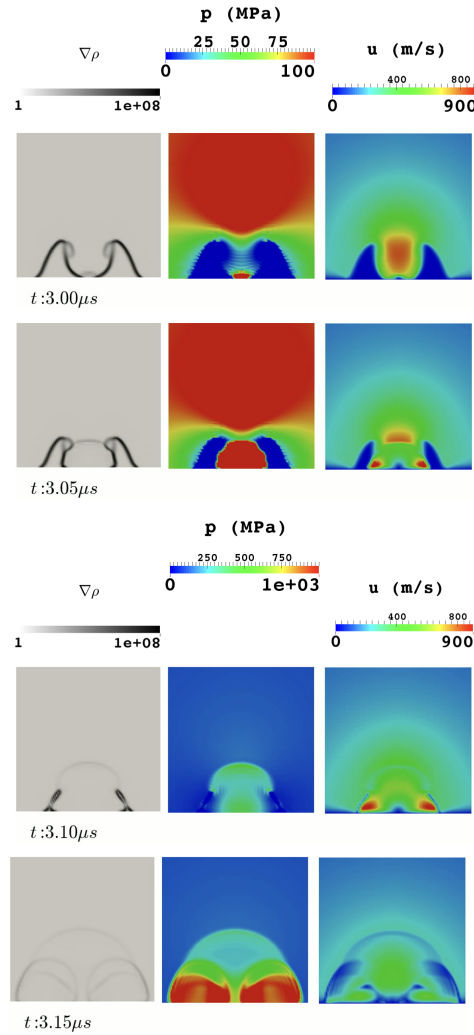 p (MPa)
∇ρ
25 50 75
0 100
u (m/s)
400 800
0 900
1 1e+08
t:3.00μs
t:3.05μs
p (MPa)
250 500 750
0 1e+03
∇ρ
u (m/s)
400 800
0 900
1 1e+08
t:3.10μs
t:3.15μs